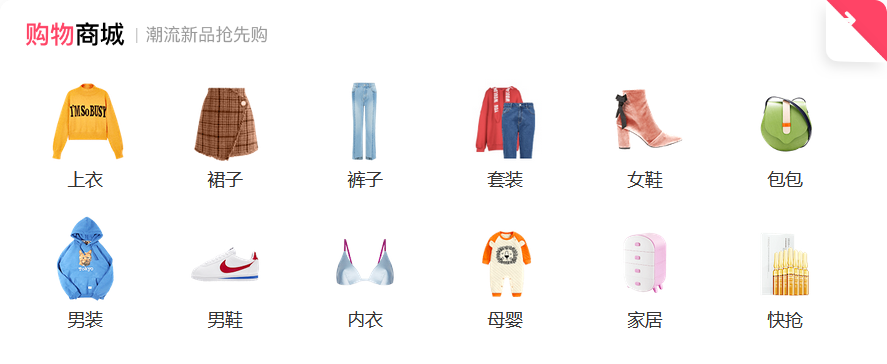 购物商城 | 潮流新品抢先购
I'M SO BUSY
上衣 裙子 裤子 套装 女鞋 包包
Tokyo
男装 男鞋 内衣 母婴 家居 快抢